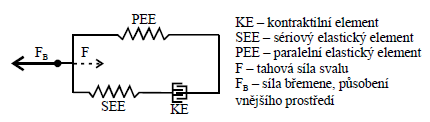 PEE
F_B
F
SEE
KE
KE – kontraktilní element
SEE – sériový elastický element
PEE – paralelní elastický element
F – tahová síla svalu
F_B – síla břemene, působení
vnějšího prostředí